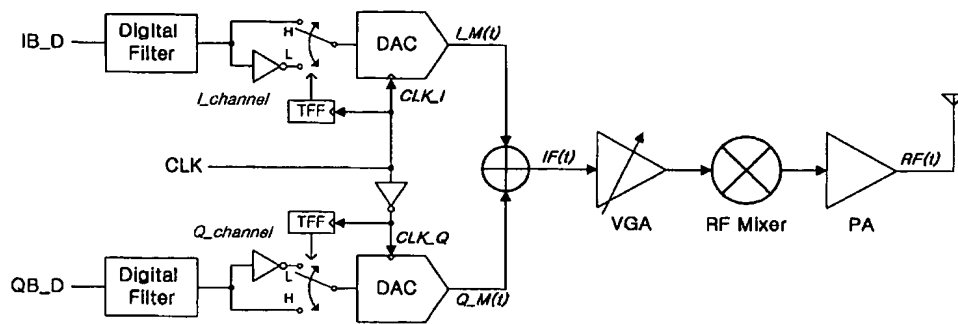 IB_D
Digital
Filter
H
L
I_channel
TFF
DAC
CLK_I
I_M(t)
CLK
IF(t)
VGA
RF Mixer
PA
RF(t)
Q_channel
TFF
CLK_Q
QB_D
Digital
Filter
L
H
DAC
Q_M(t)